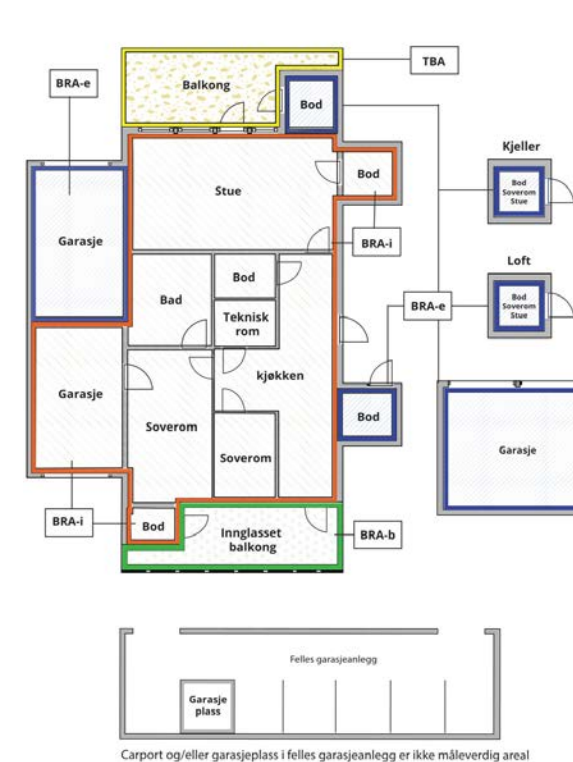 TBA
BRA-e
Balkong
Bod
Kjeller
Bod
Soverom
Stue
Bod
Stue
Garasje
BRA-i
Loft
Bod
Bad
Teknisk
rom
BRA-e
Bod
Soverom
Stue
kjøkken
Garasje
Bod
Soverom
Soverom
Garasje
BRA-i
Bod
Innglasset
balkong
BRA-b
Felles garasjeanlegg
Garasje
plass
Carport og/eller garasjeplass i felles garasjeanlegg er ikke måleverdig areal